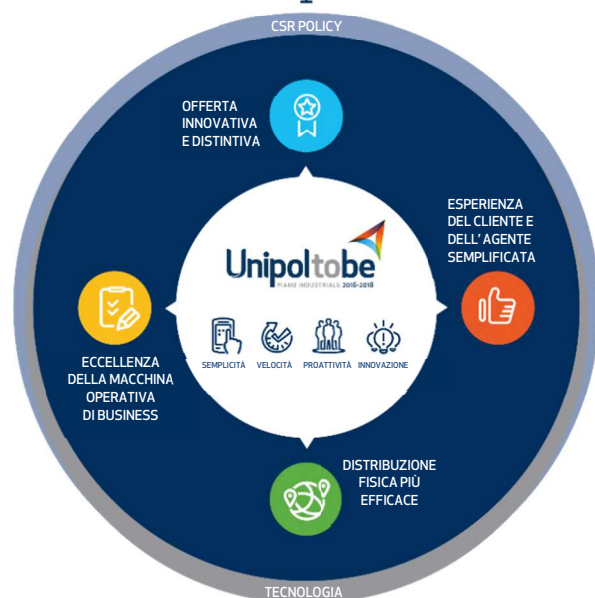 CSR POLICY
OFFERTA
INNOVATIVA
E DISTINTIVA
ESPERIENZA
DEL CLIENTE E
DELL' AGENTE
SEMPLIFICATA
Unipoltobe
PIANO INDUSTRIALE 2016-2018
SEMPLICITÀ VELOCITÀ PROATTIVITÀ INNOVAZIONE
ECCELLENZA
DELLA MACCHINA
OPERATIVA
DI BUSINESS
DISTRIBUZIONE
FISICA PIÙ
EFFICACE
TECNOLOGIA